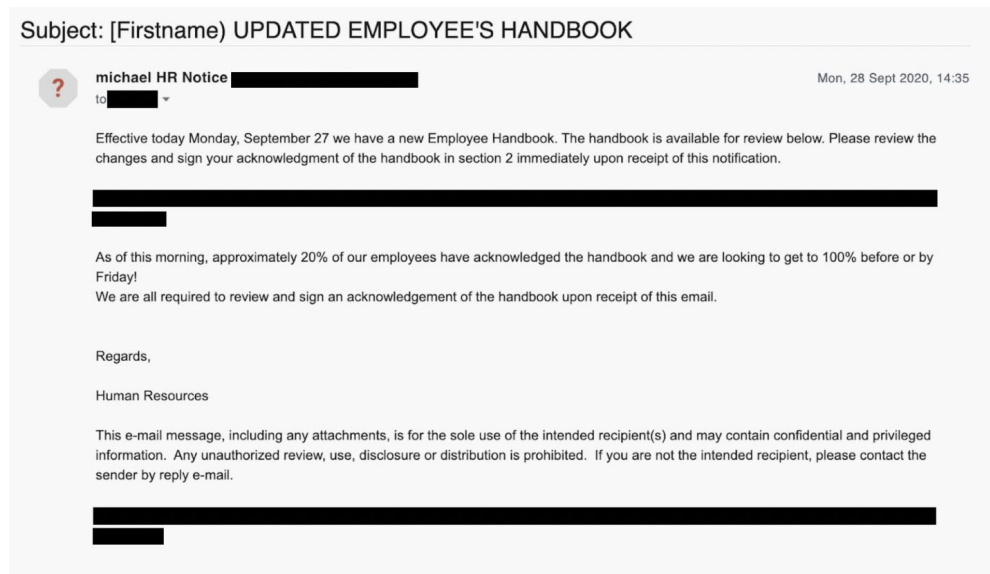 Subject: [Firstname) UPDATED EMPLOYEE'S HANDBOOK
michael HR Notice
Mon, 28 Sept 2020, 14:35
to
Effective today Monday, September 27 we have a new Employee Handbook. The handbook is available for review below. Please review the
changes and sign your acknowledgment of the handbook in section 2 immediately upon receipt of this notification.
As of this morning, approximately 20% of our employees have acknowledged the handbook and we are looking to get to 100% before or by
Friday!
We are all required to review and sign an acknowledgement of the handbook upon receipt of this email.
Regards,
Human Resources
This e-mail message, including any attachments, is for the sole use of the intended recipient(s) and may contain confidential and privileged
information.  Any unauthorized review, use, disclosure or distribution is prohibited.  If you are not the intended recipient, please contact the
sender by reply e-mail.